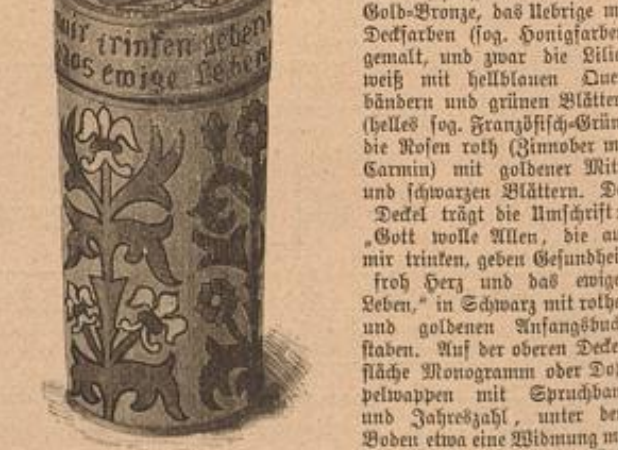 wir trinken geben
das ewige Leben
Gold-Bronze, das Uebrige m
Deckfarben (sog. Honigfarbe
gemalt, und zwar die Lilie
weiß mit hellblauen Que
bändern und grünen Blätter
(helles sog. Französisch-Grün
die Rosen roth (Zinnober m
Carmin) mit goldener Mit
und schwarzen Blättern. D
Deckel trägt die Umschrift:
„Gott wolle Allen, die au
mir trinken, geben Gesundhei
froh Herz und das ewige
Leben,“ in Schwarz mit rothe
und goldenen Anfangsbuch
staben. Auf der oberen Decke
fläche Monogramm oder Dop
pelwappen mit Spruchban
und Jahreszahl, unter de
Boden etwa eine Widmung m